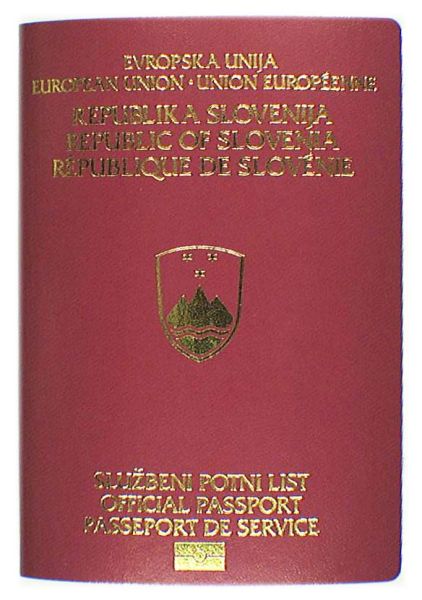 EVROPSKA UNIJA
EUROPEAN UNION · UNION EUROPÉENNE
REPUBLIKA SLOVENIJA
REPUBLIC OF SLOVENIA
RÉPUBLIQUE DE SLOVÉNIE
SLUŽBENI POTNI LIST
OFFICIAL PASSPORT
PASSEPORT DE SERVICE